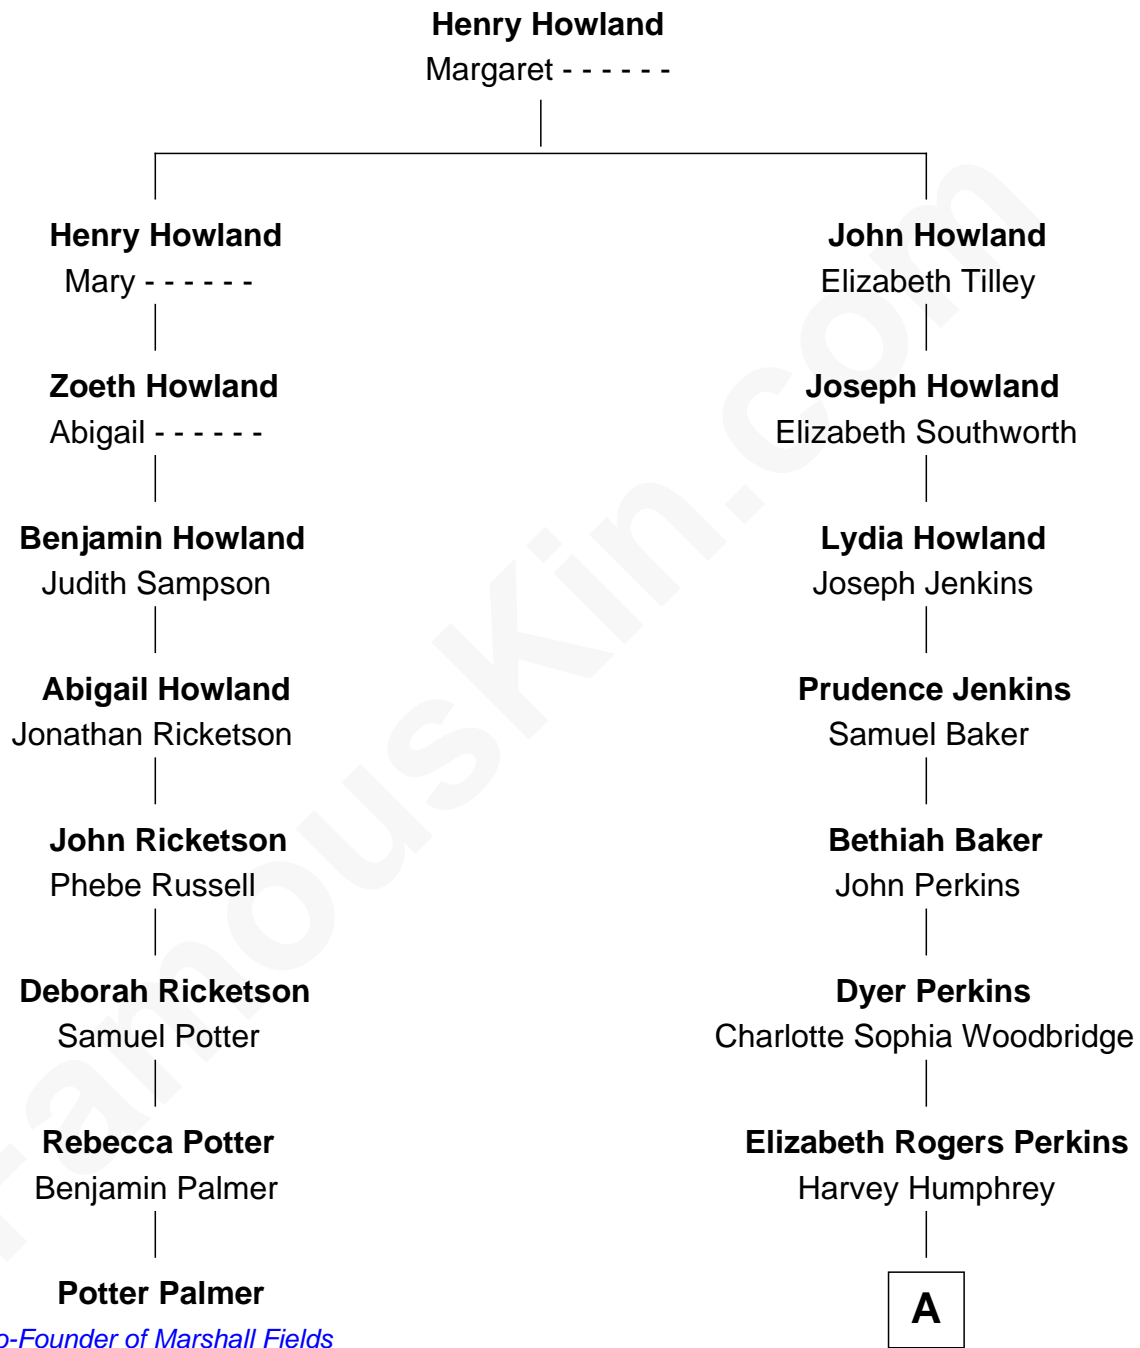 Henry Howland
Margaret - - - - - -
Henry Howland
Mary - - - - - -
John Howland
Elizabeth Tilley
Zoeth Howland
Abigail - - - - - -
Joseph Howland
Elizabeth Southworth
Benjamin Howland
Judith Sampson
Lydia Howland
Joseph Jenkins
Abigail Howland
Jonathan Ricketson
Prudence Jenkins
Samuel Baker
John Ricketson
Phebe Russell
Bethiah Baker
John Perkins
Deborah Ricketson
Samuel Potter
Dyer Perkins
Charlotte Sophia Woodbridge
Rebecca Potter
Benjamin Palmer
Elizabeth Rogers Perkins
Harvey Humphrey
Potter Palmer
o-Founder of Marshall Fields
A
FamousKin.com